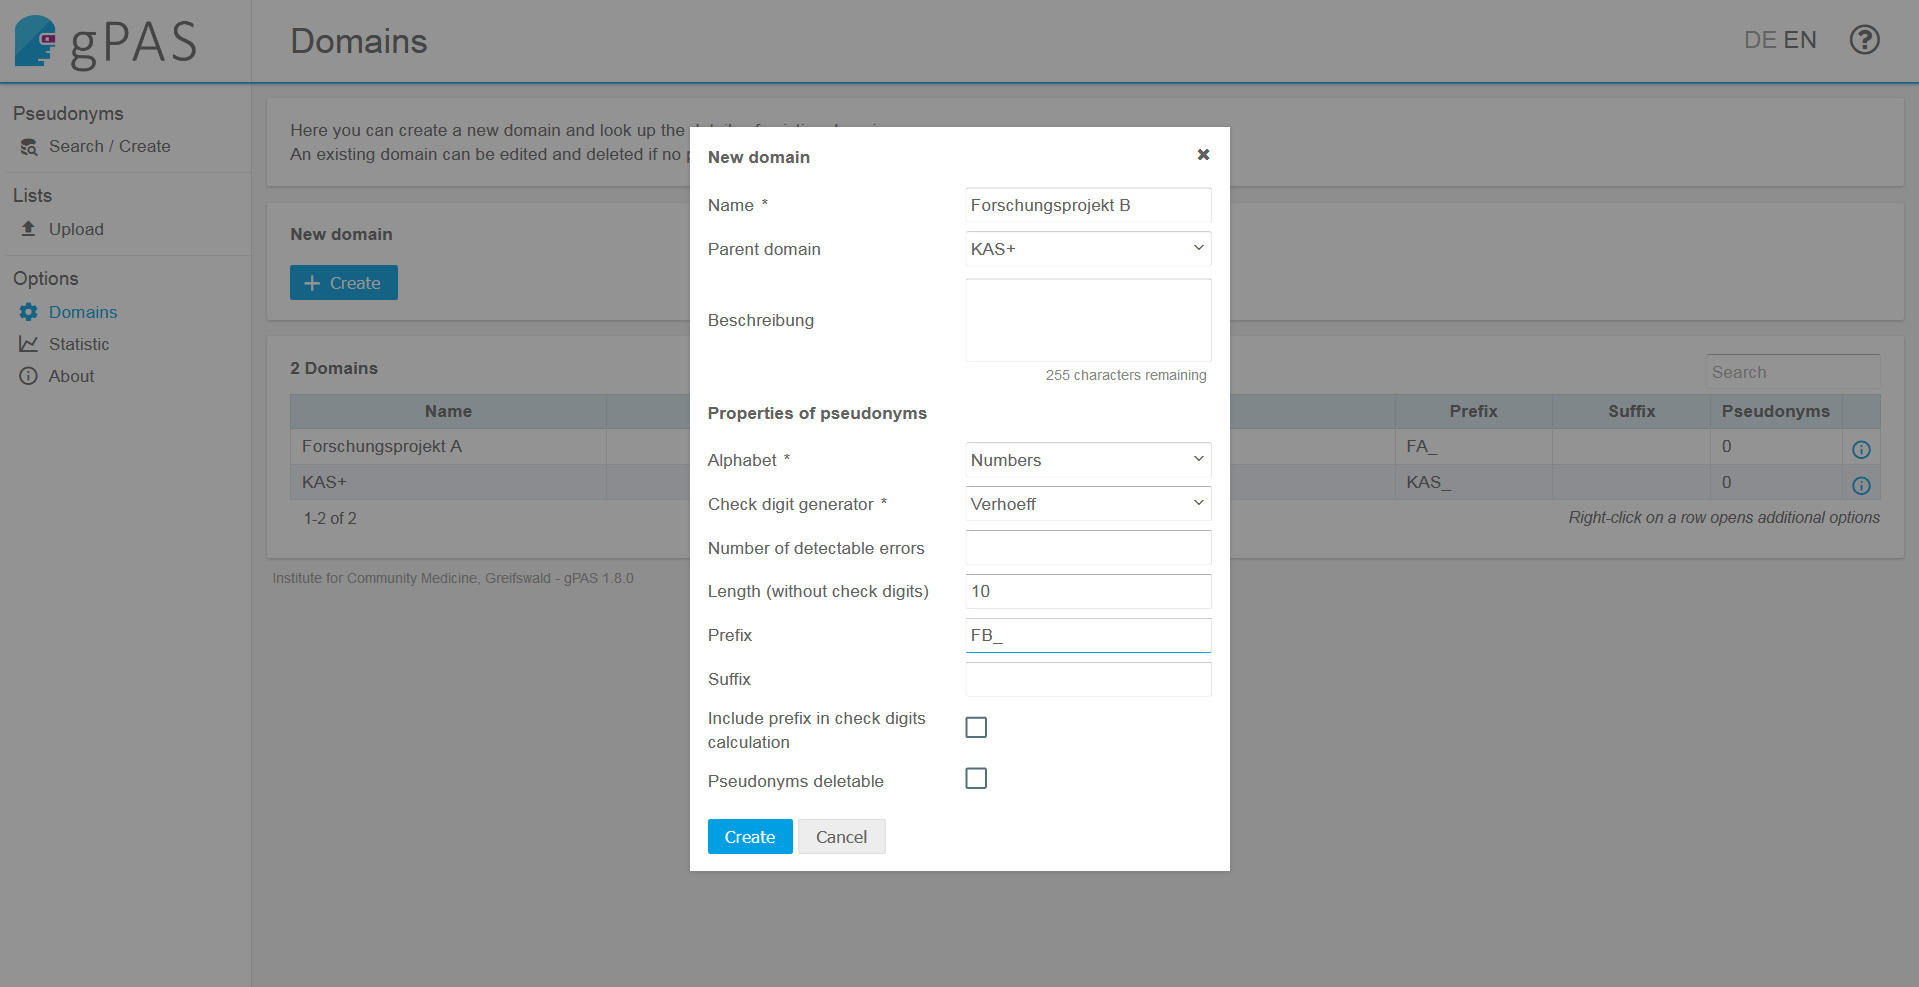 gPAS
Domains
DE EN
Pseudonyms
Search / Create
Lists
Upload
Options
Domains
Statistic
About
Here you can create a new domain and look up the
An existing domain can be edited and deleted if no
New domain
Create
2 Domains
Search
Name Prefix Suffix Pseudonyms
Forschungsprojekt A FA_ 0
KAS+ KAS_ 0
1-2 of 2
Right-click on a row opens additional options
Institute for Community Medicine, Greifswald - gPAS 1.8.0
New domain
Name * Forschungsprojekt B
Parent domain KAS+
Beschreibung
255 characters remaining
Properties of pseudonyms
Alphabet * Numbers
Check digit generator * Verhoeff
Number of detectable errors
Length (without check digits) 10
Prefix FB_
Suffix
Include prefix in check digits
calculation
Pseudonyms deletable
Create Cancel